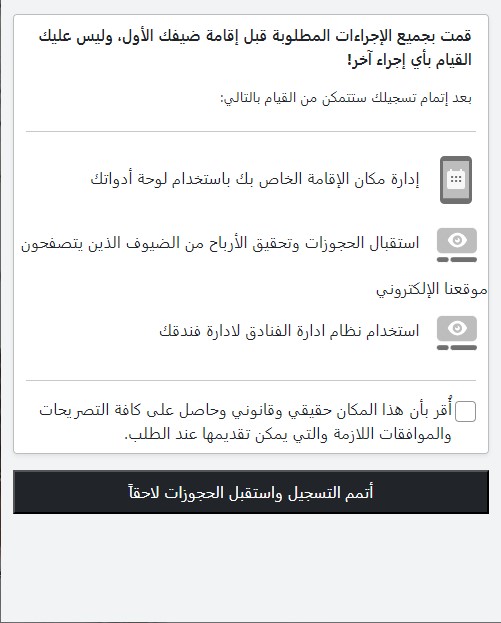 قمت بجميع الإجراءات المطلوبة قبل إقامة ضيفك الأول، وليس عليك
القيام بأي إجراء آخر!
بعد إتمام تسجيلك ستتمكن من القيام بالتالي:
إدارة مكان الإقامة الخاص بك باستخدام لوحة أدواتك
استقبال الحجوزات وتحقيق الأرباح من الضيوف الذين يتصفحون
موقعنا الإلكتروني
استخدام نظام ادارة الفنادق لادارة فندقك
أُقر بأن هذا المكان حقيقي وقانوني وحاصل على كافة التصريحات
والموافقات اللازمة والتي يمكن تقديمها عند الطلب.
أتمم التسجيل واستقبل الحجوزات لاحقاً